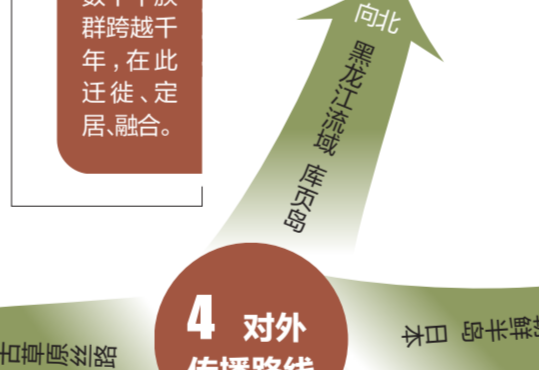 数十个族
群跨越千
年，在此
迁徙、定
居、融合。
向北
黑龙江流域 库页岛
4 对外
传播路线
古草原丝路
朝鲜半岛
日本